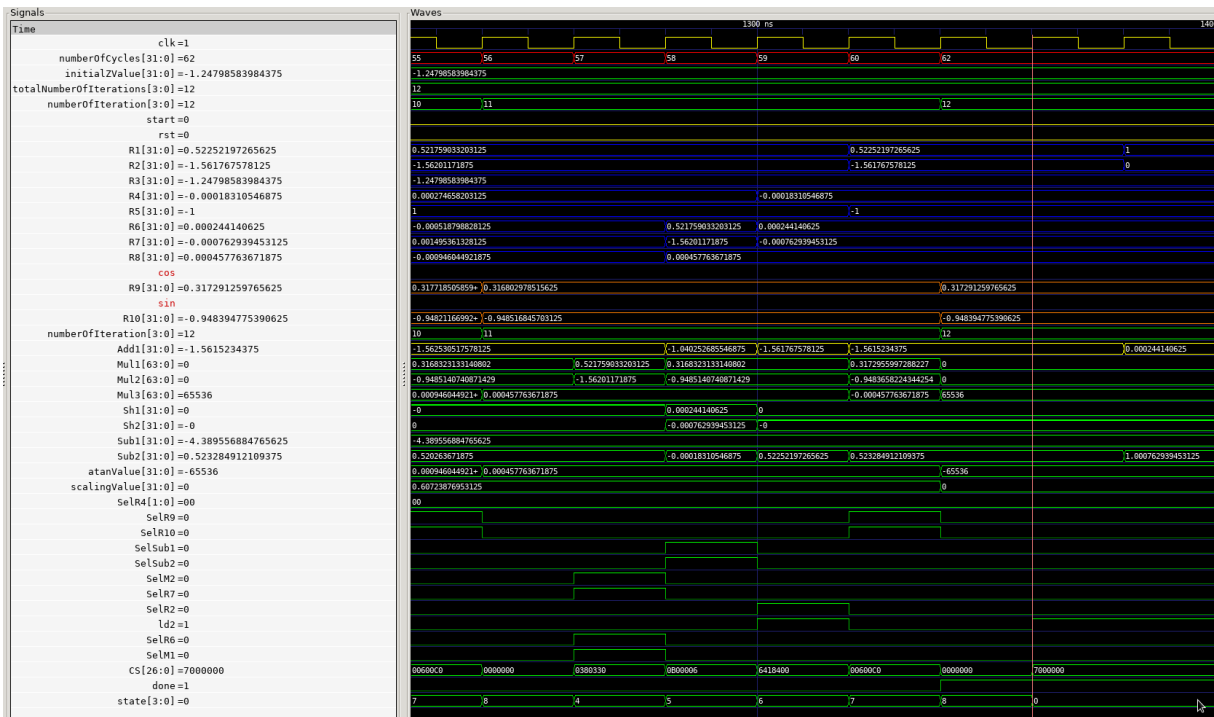 Signals
Waves
Time
1300 ns
140
clk=1
numberOfCycles[31:0]=62
55 56 57 58 59 60 62
initialZValue[31:0]=-1.24798583984375
-1.24798583984375
totalNumberOfIterations[3:0]=12
12
numberOfIteration[3:0]=12
10 11 12
start=0
rst=0
R1[31:0]=0.52252197265625
0.521759033203125 0.52252197265625 1
R2[31:0]=-1.561767578125
-1.56201171875 -1.561767578125 0
R3[31:0]=-1.24798583984375
-1.24798583984375
R4[31:0]=-0.00018310546875
0.000274658203125 -0.00018310546875
R5[31:0]=-1
1 -1
R6[31:0]=0.000244140625
-0.000518798828125 0.521759033203125 0.000244140625
R7[31:0]=-0.000762939453125
0.001495361328125 -1.56201171875 -0.000762939453125
R8[31:0]=0.000457763671875
-0.000946044921875 0.000457763671875
cos
R9[31:0]=0.317291259765625
0.317718505859+ 0.316802978515625 0.317291259765625
sin
R10[31:0]=-0.948394775390625
-0.94821166992+ -0.948516845703125 -0.948394775390625
numberOfIteration[3:0]=12
10 11 12
Add1[31:0]=-1.5615234375
-1.562530517578125 -1.040252685546875 -1.561767578125 -1.5615234375 0.000244140625
Mul1[63:0]=0
0.3168323133140802 0.521759033203125 0.3168323133140802 0.3172955997288227 0
Mul2[63:0]=0
-0.9485140740871429 -1.56201171875 -0.9485140740871429 -0.9483658224344254 0
Mul3[63:0]=65536
0.000946044921+ 0.000457763671875 -0.000457763671875 65536
Sh1[31:0]=0
-0 0.000244140625 0
Sh2[31:0]=-0
0 -0.000762939453125 -0
Sub1[31:0]=-4.389556884765625
-4.389556884765625
Sub2[31:0]=0.523284912109375
0.520263671875 -0.00018310546875 0.52252197265625 0.523284912109375 1.000762939453125
atanValue[31:0]=-65536
0.000946044921+ 0.000457763671875 -65536
scalingValue[31:0]=0
0.60723876953125 0
SelR4[1:0]=00
00
SelR9=0
SelR10=0
SelSub1=0
SelSub2=0
SelM2=0
SelR7=0
SelR2=0
ld2=1
SelR6=0
SelM1=0
CS[26:0]=7000000
00600C0 0000000 0380330 0B00006 6418400 00600C0 0000000 7000000
done=1
state[3:0]=0
7 8 4 5 6 7 8 0